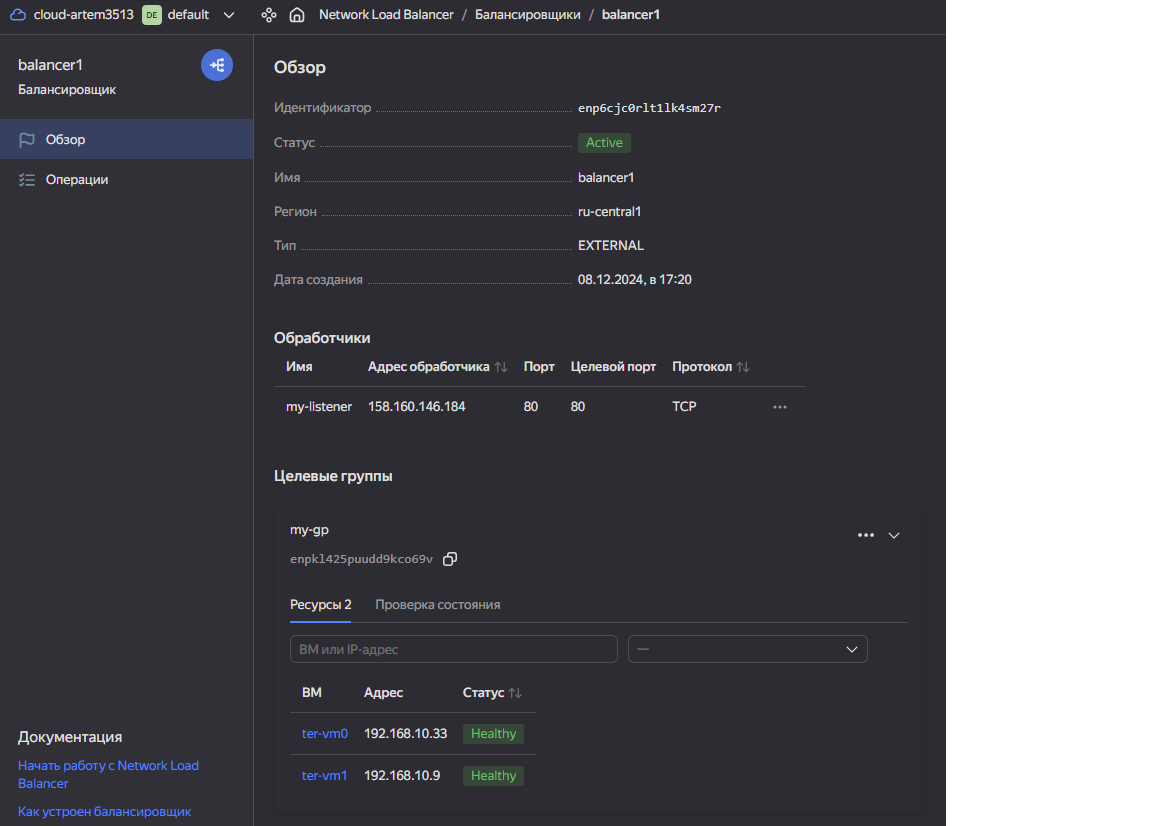 cloud-artem3513 DE default Network Load Balancer / Балансировщики / balancer1
balancer1
Балансировщик
Обзор
Операции
Обзор
Идентификатор enp6cjc0rlt1lk4sm27r
Статус Active
Имя balancer1
Регион ru-central1
Тип EXTERNAL
Дата создания 08.12.2024, в 17:20
Обработчики
Имя Адрес обработчика Порт Целевой порт Протокол
my-listener 158.160.146.184 80 80 TCP
Целевые группы
my-gp
enpkl425puudd9kco69v
Ресурсы 2 Проверка состояния
ВМ или IP-адрес —
ВМ Адрес Статус
ter-vm0 192.168.10.33 Healthy
ter-vm1 192.168.10.9 Healthy
Документация
Начать работу с Network Load
Balancer
Как устроен балансировщик